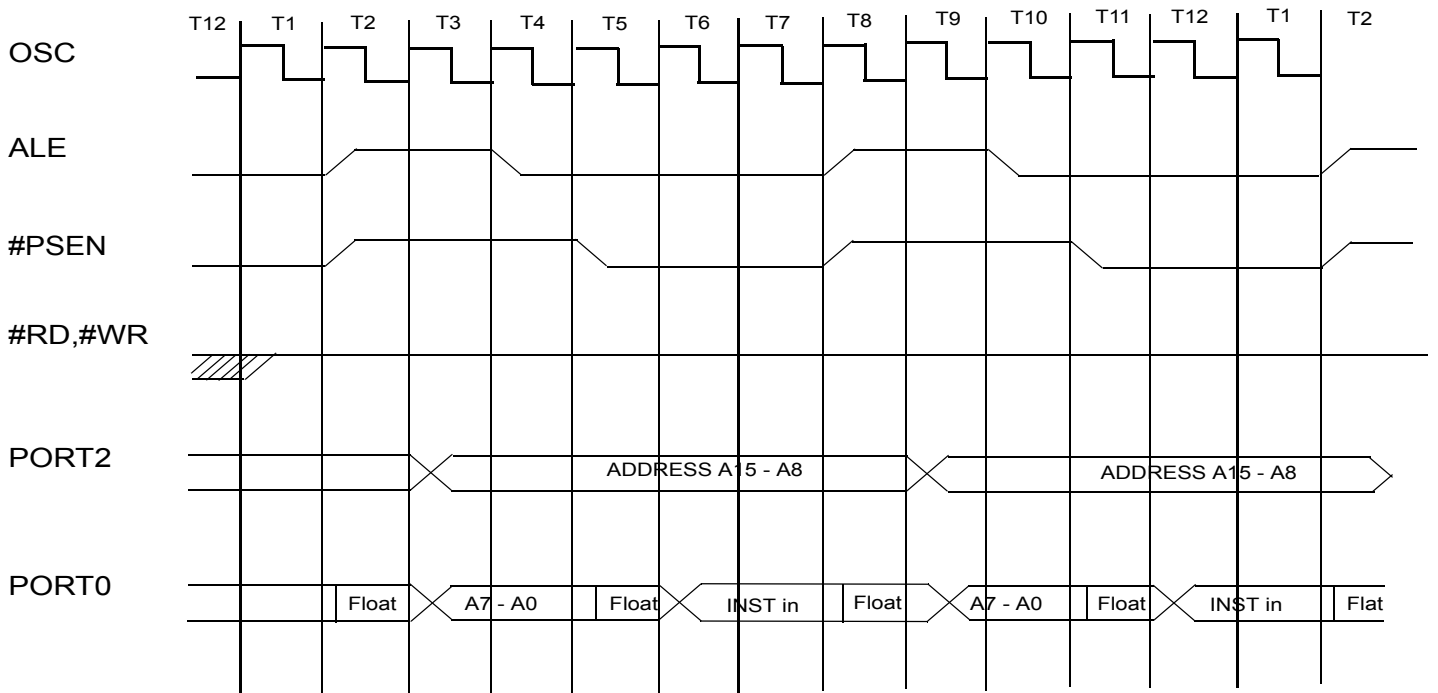 T12 T1 T2 T3 T4 T5 T6 T7 T8 T9 T10 T11 T12 T1 T2
OSC
ALE
#PSEN
#RD,#WR
PORT2 ADDRESS A15 - A8 ADDRESS A15 - A8
PORT0 Float A7 - A0 Float INST in Float A7 - A0 Float INST in Flat